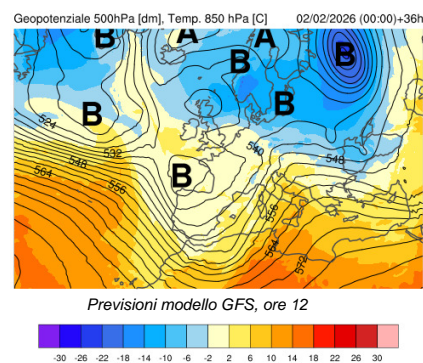 Geopotenziale 500hPa [dm], Temp. 850 hPa [C] 02/02/2026 (00:00)+36h
B A A
B B
B B
524
B
540
548
532
548
564
556
B
556
564
572
Previsioni modello GFS, ore 12
-30 -26 -22 -18 -14 -10 -6 -2 2 6 10 14 18 22 26 30